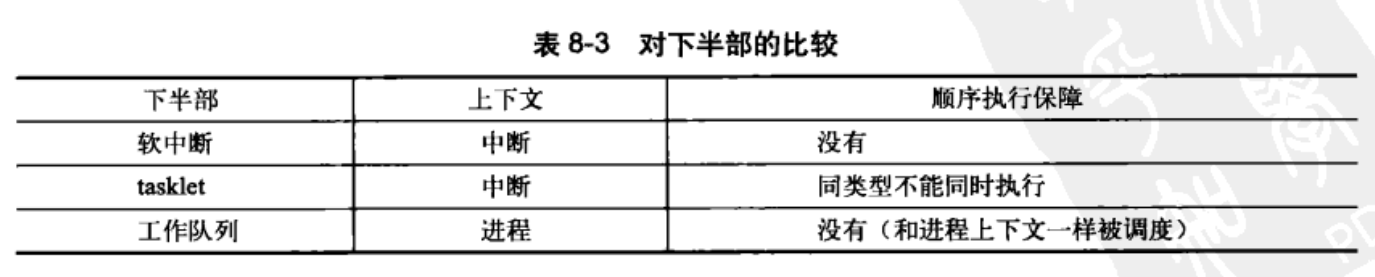 表 8-3 对下半部的比较
下半部 上下文 顺序执行保障
软中断 中断 没有
tasklet 中断 同类型不能同时执行
工作队列 进程 没有（和进程上下文一样被调度）